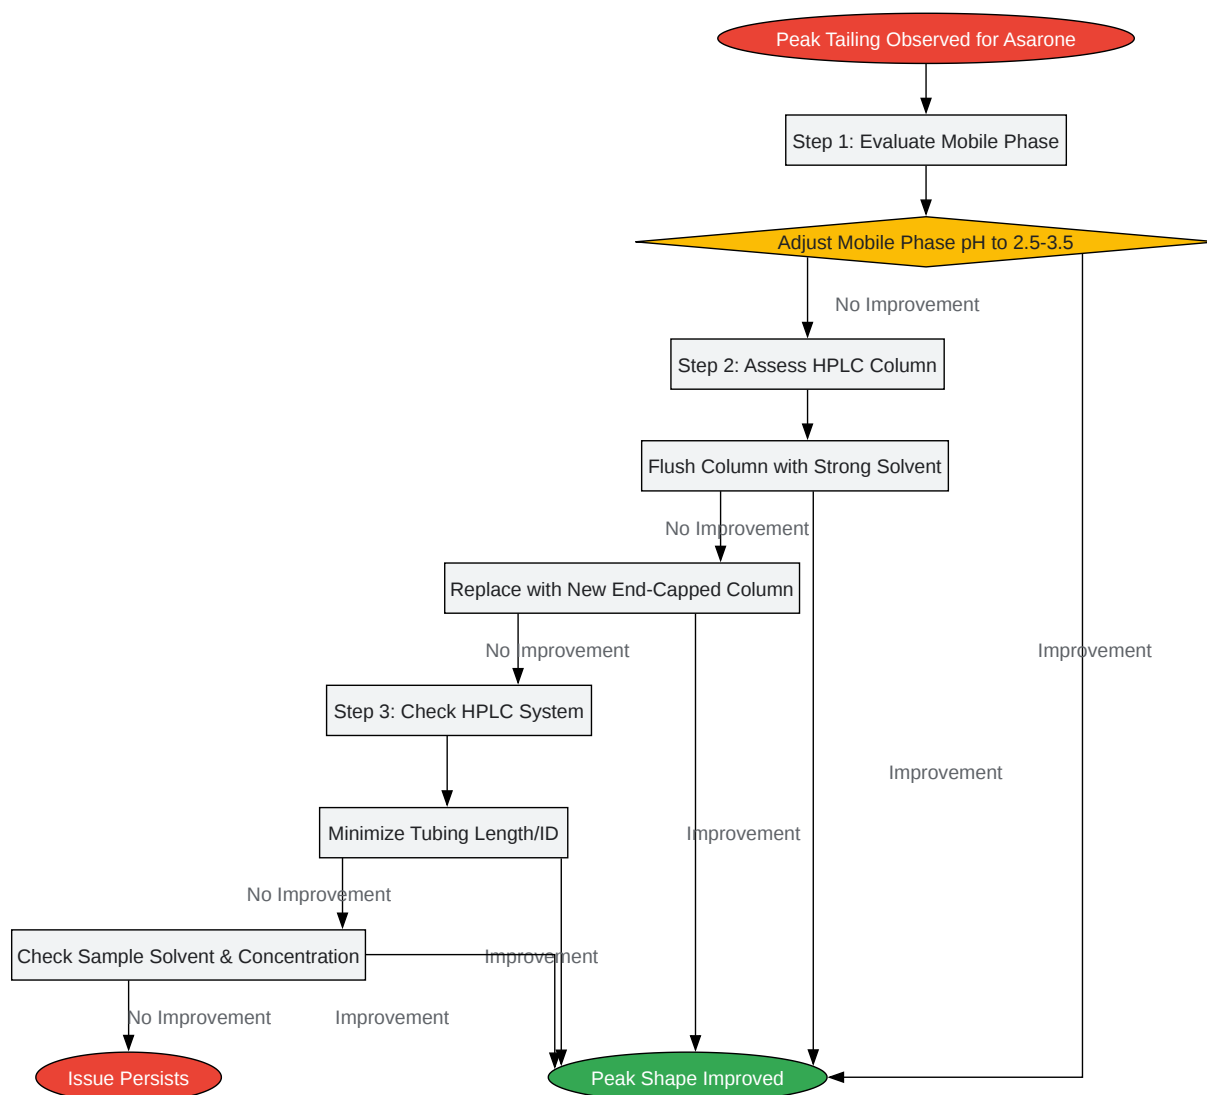 Peak Tailing Observed for Asarone
Step 1: Evaluate Mobile Phase
Adjust Mobile Phase pH to 2.5-3.5
No Improvement
Step 2: Assess HPLC Column
Flush Column with Strong Solvent
No Improvement
Replace with New End-Capped Column
No Improvement
Improvement
Step 3: Check HPLC System
Improvement
Minimize Tubing Length/ID
Improvement
No Improvement
Check Sample Solvent & Concentration
Improvement
No Improvement
Improvement
Issue Persists
Peak Shape Improved